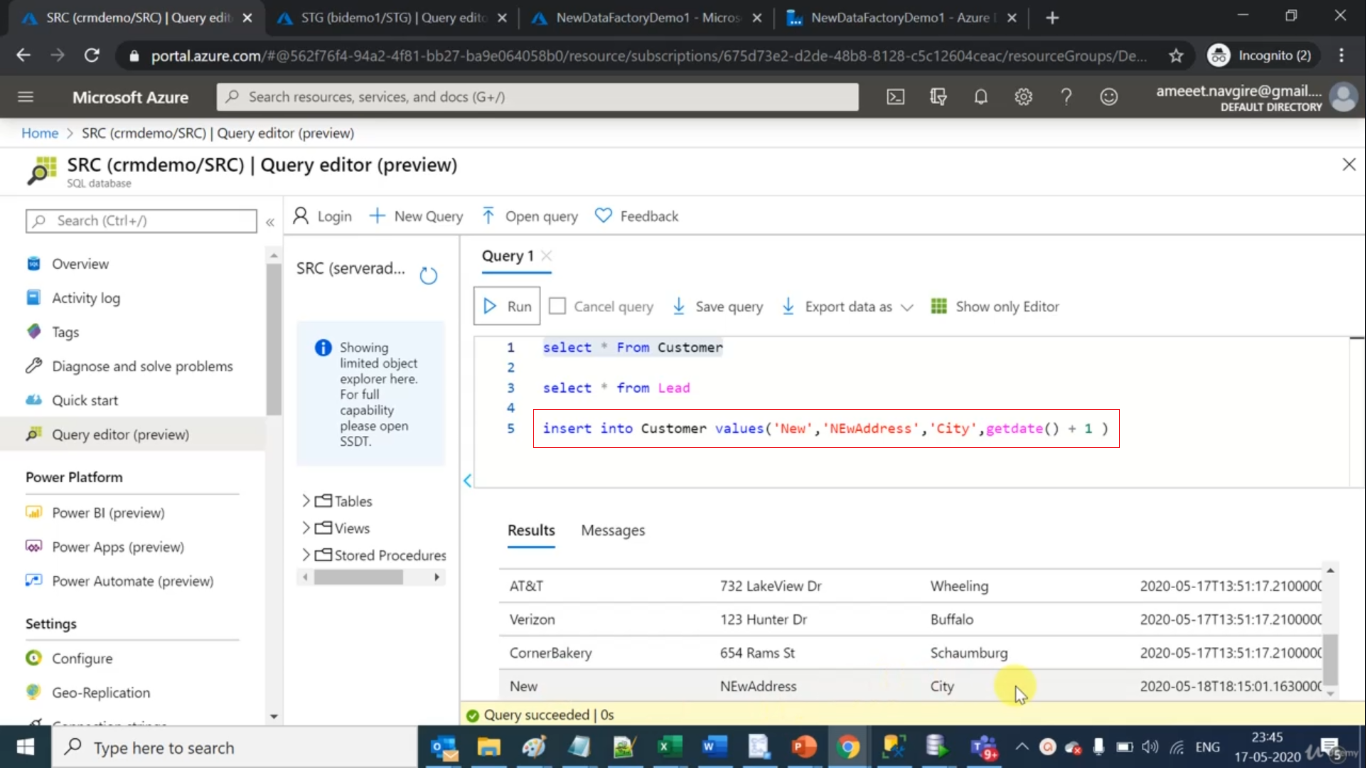 SRC (crmdemo/SRC) | Query edit
STG (bidemo1/STG) | Query edito
NewDataFactoryDemo1 - Micros
NewDataFactoryDemo1 - Azure D
portal.azure.com/#@562f76f4-94a2-4f81-bb27-ba9e064058b0/resource/subscriptions/675d73e2-d2de-48b8-8128-c5c12604ceac/resourceGroups/De...
Incognito (2)
Microsoft Azure
Search resources, services, and docs (G+/)
ameeet.navgire@gmail....
DEFAULT DIRECTORY
Home > SRC (crmdemo/SRC) | Query editor (preview)
SRC (crmdemo/SRC) | Query editor (preview)
SQL database
Search (Ctrl+/)
«
Overview
Activity log
Tags
Diagnose and solve problems
Quick start
Query editor (preview)
Power Platform
Power BI (preview)
Power Apps (preview)
Power Automate (preview)
Settings
Configure
Geo-Replication
Connection strings
Login
New Query
Open query
Feedback
SRC (serverad...
Showing
limited object
explorer here.
For full
capability
please open
SSDT.
Tables
Views
Stored Procedures
Query 1
Run
Cancel query
Save query
Export data as
Show only Editor
1 select * From Customer
2
3 select * from Lead
4
5 insert into Customer values('New','NEwAddress','City',getdate() + 1 )
Results
Messages
AT&T 732 LakeView Dr Wheeling 2020-05-17T13:51:17.2100000
Verizon 123 Hunter Dr Buffalo 2020-05-17T13:51:17.2100000
CornerBakery 654 Rams St Schaumburg 2020-05-17T13:51:17.2100000
New NEwAddress City 2020-05-18T18:15:01.1630000
Query succeeded | 0s
Type here to search
9+
ENG
23:45
17-05-2020
5